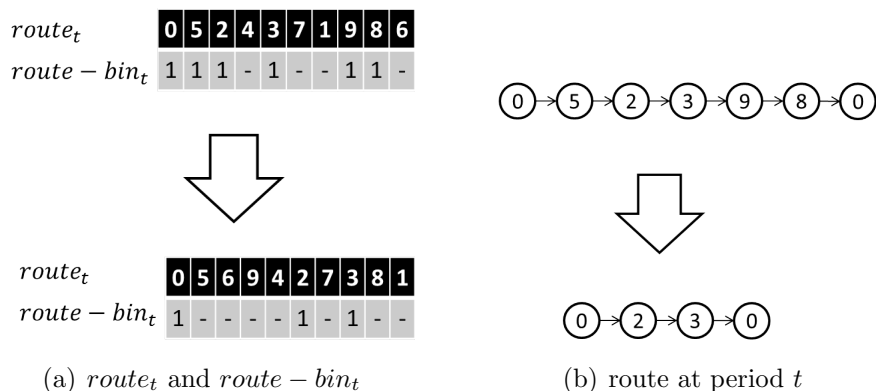 route_t 0 5 2 4 3 7 1 9 8 6
route − bin_t 1 1 1 - 1 - - 1 1 -
0 5 2 3 9 8 0
route_t 0 5 6 9 4 2 7 3 8 1
route − bin_t 1 - - - - 1 - 1 - -
0 2 3 0
(a) route_t and route − bin_t
(b) route at period t